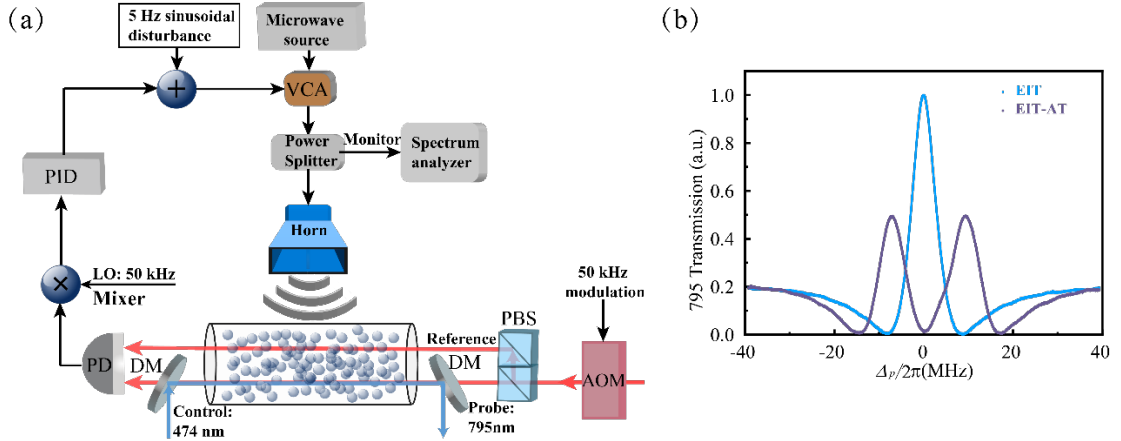 (a)
5 Hz sinusoidal
disturbance
Microwave
source
+
VCA
Power
Splitter
Monitor
Spectrum
analyzer
PID
Horn
×
LO: 50 kHz
Mixer
50 kHz
modulation
PBS
Reference
DM
PD
DM
AOM
Control:
474 nm
Probe:
795nm
(b)
EIT
EIT-AT
795 Transmission (a.u.)
1.0
0.8
0.6
0.4
0.2
0.0
-40
-20
0
20
40
Δp/2π(MHz)